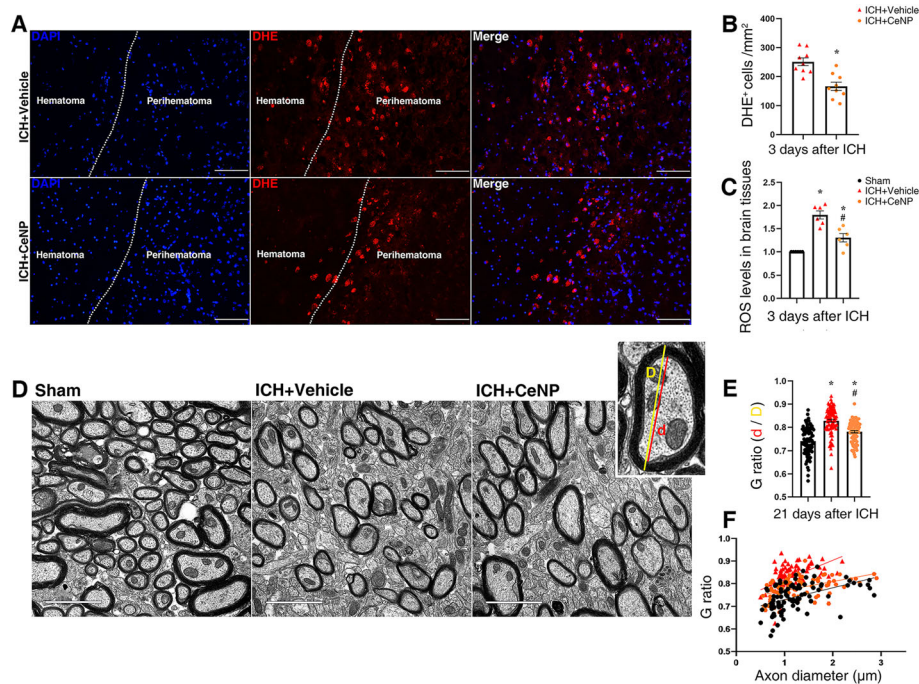 A
ICH+Vehicle
DAPI
Hematoma
Perihematoma
DHE
Hematoma
Perihematoma
Merge
ICH+CeNP
DAPI
Hematoma
Perihematoma
DHE
Hematoma
Perihematoma
Merge
B
ICH+Vehicle
ICH+CeNP
DHE+ cells /mm2
400
300
200
100
0
*
3 days after ICH
C
Sham
ICH+Vehicle
ICH+CeNP
ROS levels in brain tissues
2.5
2.0
1.5
1.0
0.5
0.0
*
*
#
3 days after ICH
D
Sham
ICH+Vehicle
ICH+CeNP
D
d
E
G ratio (d / D)
1.0
0.9
0.8
0.7
0.6
0.5
*
*
#
21 days after ICH
F
G ratio
1.0
0.9
0.8
0.7
0.6
0.5
0
1
2
3
Axon diameter (μm)